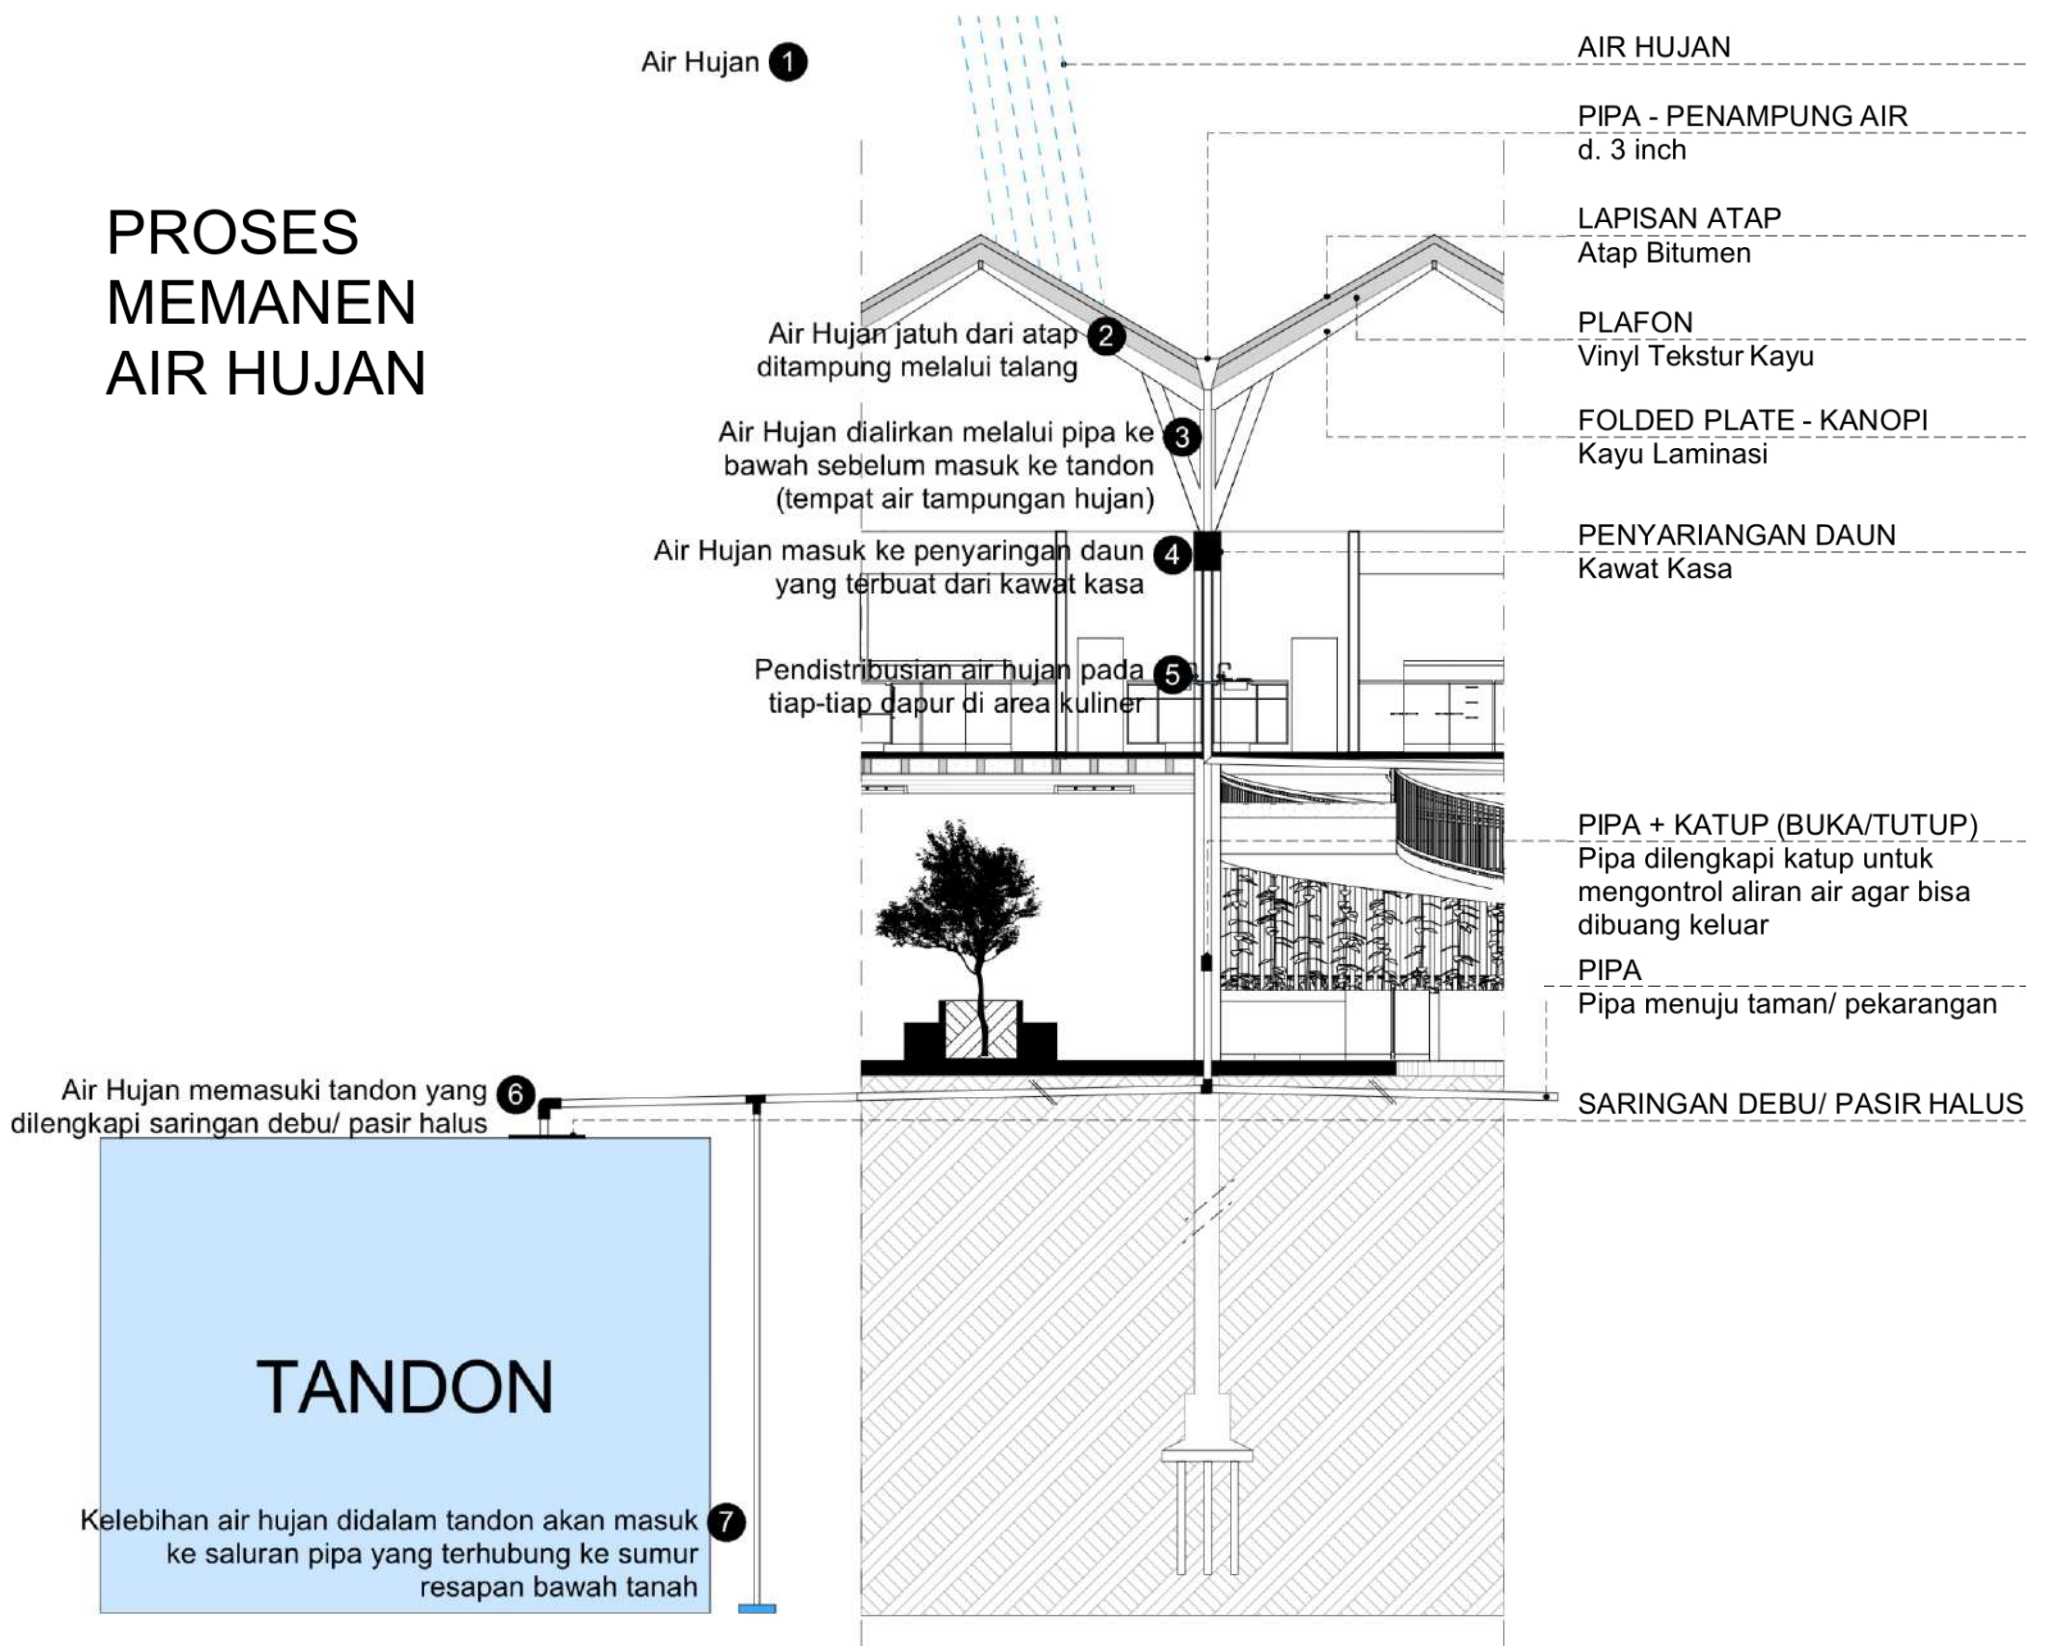 PROSES
MEMANEN
AIR HUJAN
Air Hujan 1
Air Hujan jatuh dari atap 2
ditampung melalui talang
Air Hujan dialirkan melalui pipa ke 3
bawah sebelum masuk ke tandon
(tempat air tampungan hujan)
Air Hujan masuk ke penyaringan daun 4
yang terbuat dari kawat kasa
Pendistribusian air hujan pada 5
tiap-tiap dapur di area kuliner
Air Hujan memasuki tandon yang 6
dilengkapi saringan debu/ pasir halus
TANDON
Kelebihan air hujan didalam tandon akan masuk 7
ke saluran pipa yang terhubung ke sumur
resapan bawah tanah
AIR HUJAN
PIPA - PENAMPUNG AIR
d. 3 inch
LAPISAN ATAP
Atap Bitumen
PLAFON
Vinyl Tekstur Kayu
FOLDED PLATE - KANOPI
Kayu Laminasi
PENYARIANGAN DAUN
Kawat Kasa
PIPA + KATUP (BUKA/TUTUP)
Pipa dilengkapi katup untuk
mengontrol aliran air agar bisa
dibuang keluar
PIPA
Pipa menuju taman/ pekarangan
SARINGAN DEBU/ PASIR HALUS